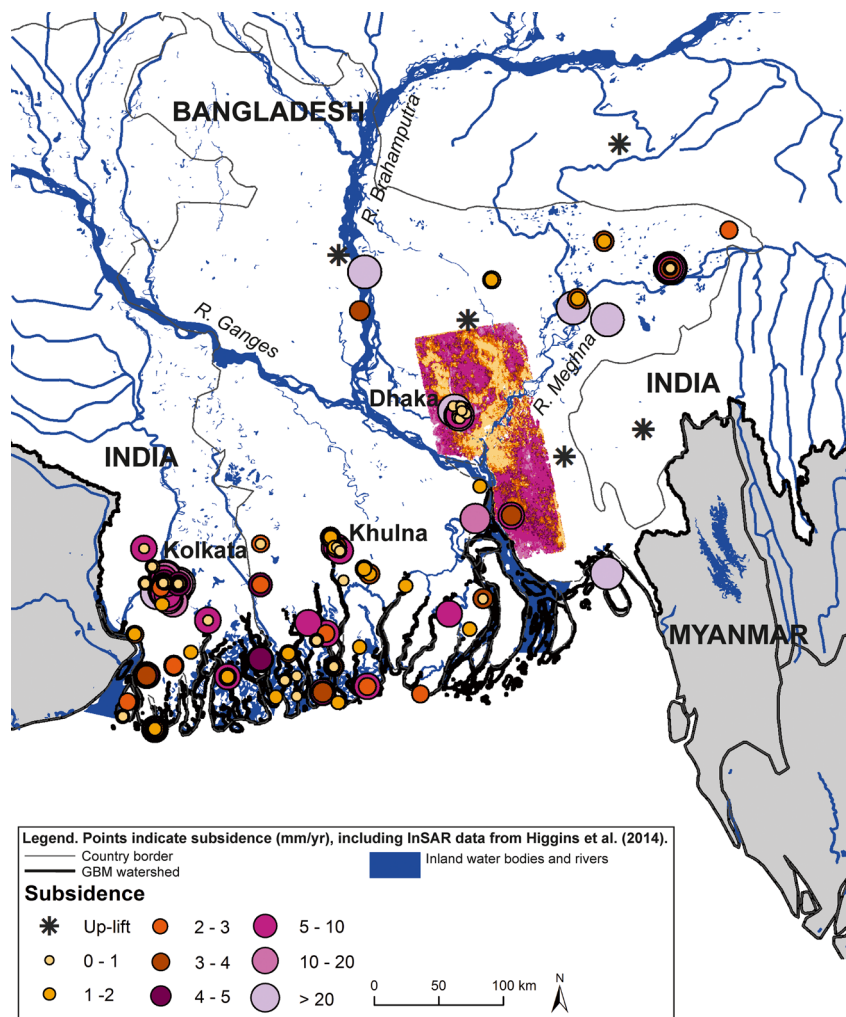 BANGLADESH
R. Brahamputra
R. Ganges
Dhaka
R. Meghna
INDIA
INDIA
Khulna
Kolkata
MYANMAR
Legend. Points indicate subsidence (mm/yr), including InSAR data from Higgins et al. (2014).
Country border
Inland water bodies and rivers
GBM watershed
Subsidence
Up-lift 2 - 3 5 - 10
0 - 1 3 - 4 10 - 20
1 -2 4 - 5 > 20
0 50 100 km
N